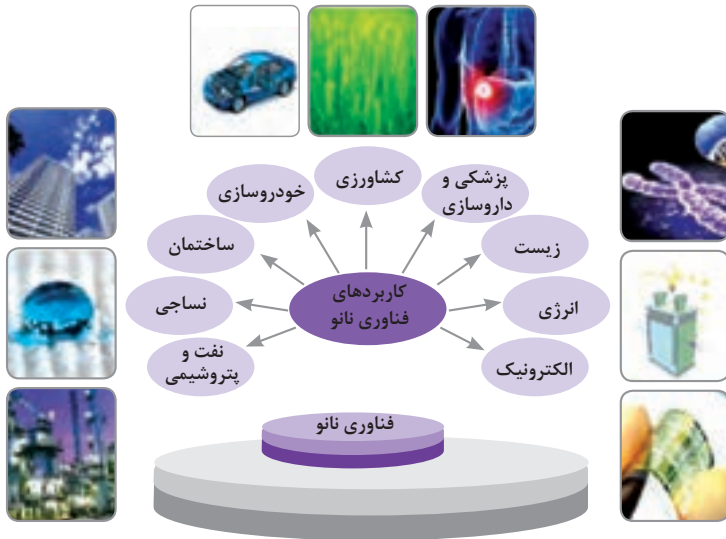 کشاورزی
پزشکی و
داروسازی
خودروسازی
زیست
ساختمان
انرژی
کاربردهای
فناوری نانو
نساجی
الکترونیک
نفت و
پتروشیمی
فناوری نانو